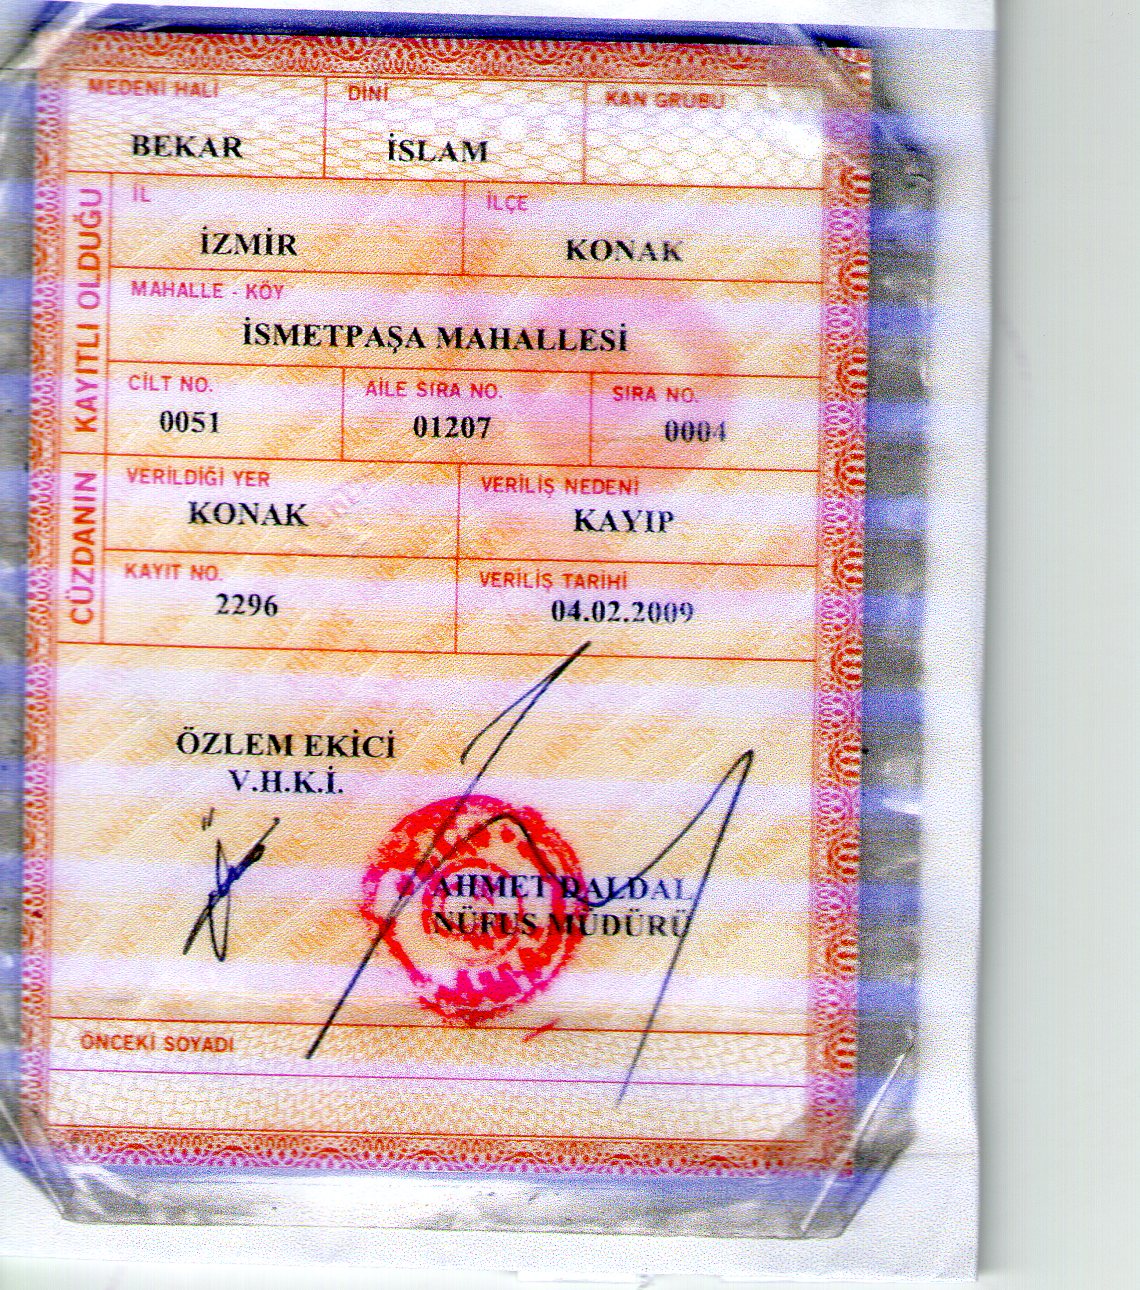 MEDENİ HALİ DİNİ KAN GRUBU
BEKAR İSLAM
İL İLÇE
İZMİR KONAK
MAHALLE - KÖY
İSMETPAŞA MAHALLESİ
CİLT NO. AİLE SIRA NO. SIRA NO.
0051 01207 0004
VERİLDİĞİ YER VERİLİŞ NEDENİ
KONAK KAYIP
KAYIT NO. VERİLİŞ TARİHİ
2296 04.02.2009
CÜZDANIN KAYITLI OLDUĞU
ÖZLEM EKİCİ
V.H.K.İ.
AHMET DALDAL
NÜFUS MÜDÜRÜ
ÖNCEKİ SOYADI